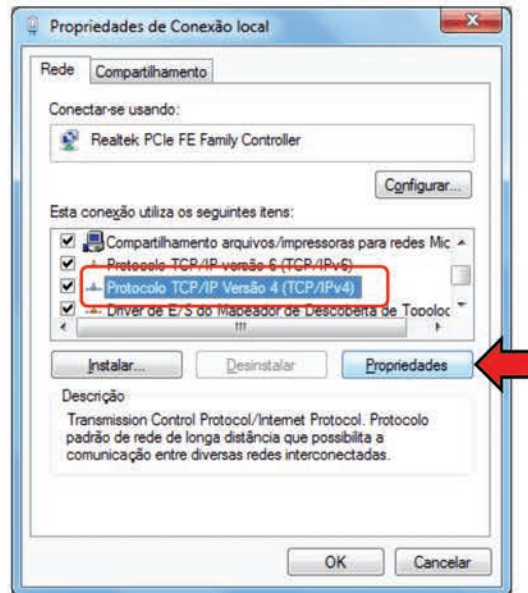 Propriedades de Conexão local
Rede Compartilhamento
Conectar-se usando:
Realtek PCIe FE Family Controller
Configurar...
Esta conexão utiliza os seguintes itens:
Compartilhamento arquivos/impressoras para redes Mic
Protocolo TCP/IP versão 6 (TCP/IPv6)
Protocolo TCP/IP Versão 4 (TCP/IPv4)
Driver de E/S do Mapeador de Descoberta de Topoloc
Instalar... Desinstalar Propriedades
Descrição
Transmission Control Protocol/Internet Protocol. Protocolo
padrão de rede de longa distância que possibilita a
comunicação entre diversas redes interconectadas.
OK Cancelar